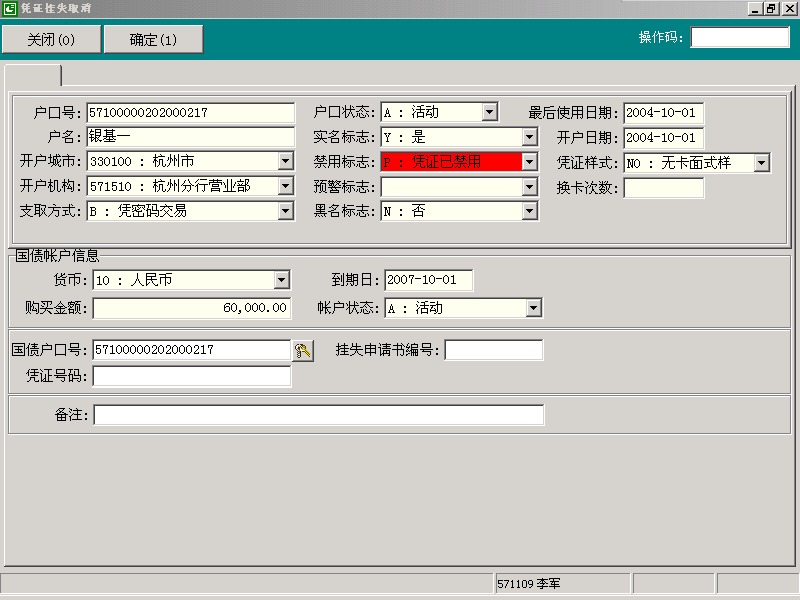 凭证挂失取消
关闭(0) 确定(1) 操作码:
户口号: 57100000202000217 户口状态: A : 活动 最后使用日期: 2004-10-01
户名: 银基一 实名标志: Y : 是 开户日期: 2004-10-01
开户城市: 330100 : 杭州市 禁用标志: P : 凭证已禁用 凭证样式: NO : 无卡面式样
开户机构: 571510 : 杭州分行营业部 预警标志: 换卡次数:
支取方式: B : 凭密码交易 黑名标志: N : 否
国债帐户信息
货币: 10 : 人民币 到期日: 2007-10-01
购买金额: 60,000.00 帐户状态: A : 活动
国债户口号: 57100000202000217 挂失申请书编号:
凭证号码:
备注:
571109 李军